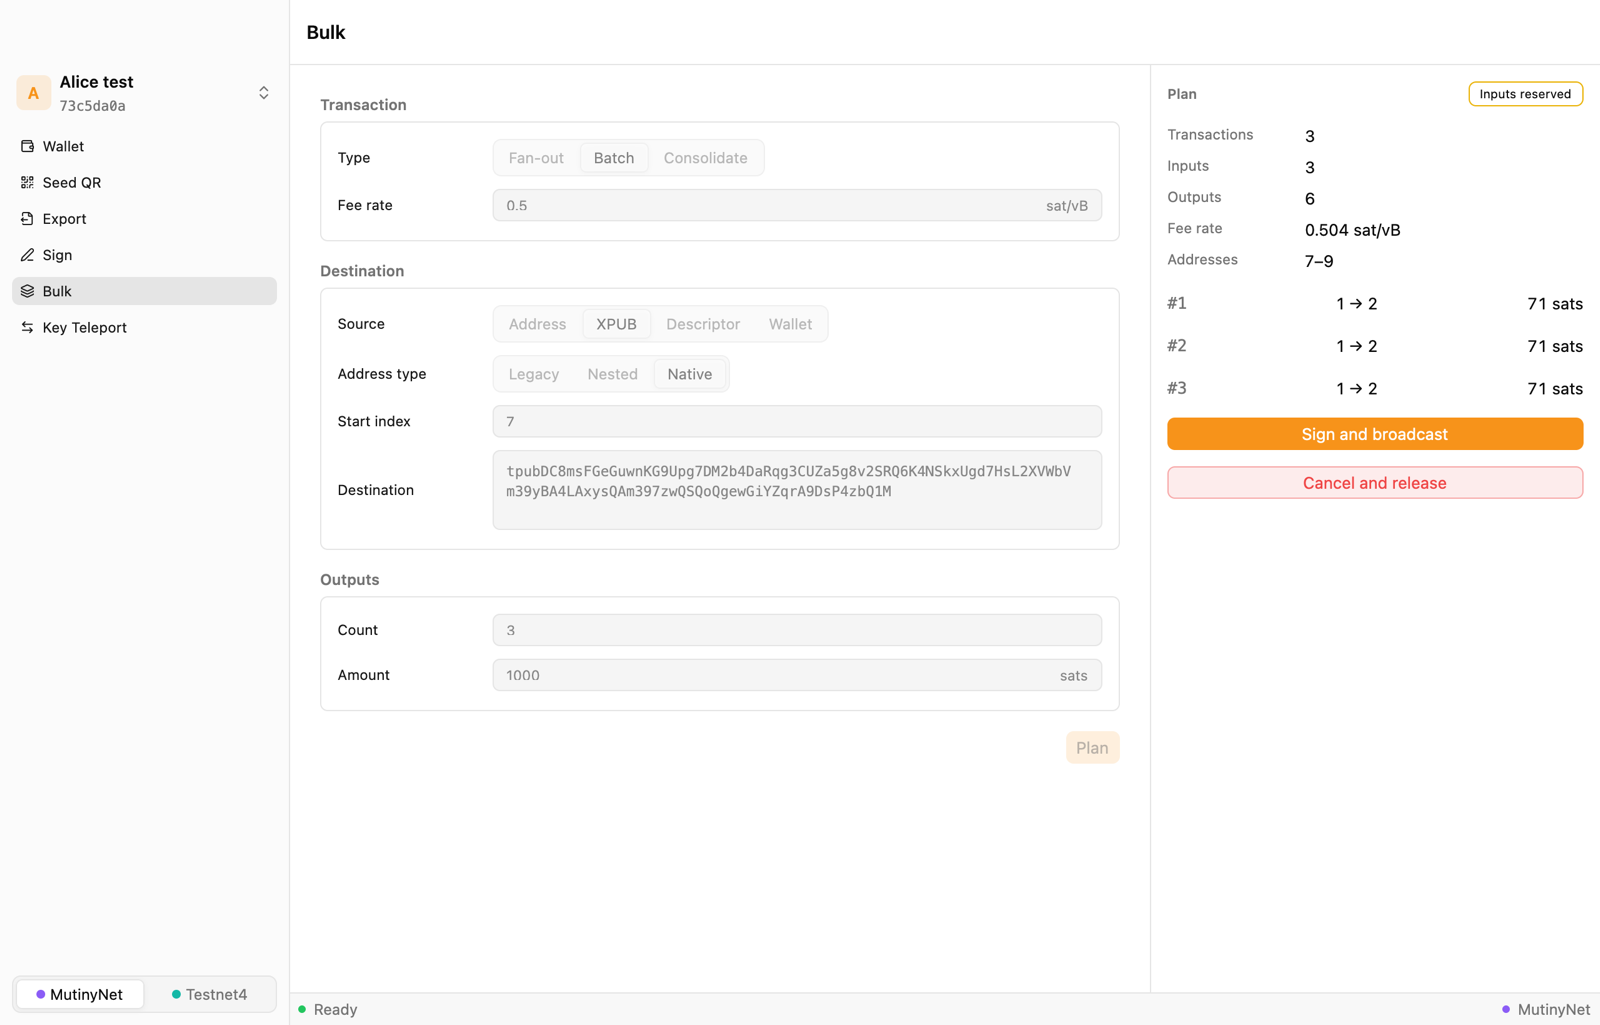 Bulk
A
Alice test
73c5da0a
Wallet
Seed QR
Export
Sign
Bulk
Key Teleport
MutinyNet
Testnet4
Transaction
Type
Fan-out
Batch
Consolidate
Fee rate
0.5
sat/vB
Destination
Source
Address
XPUB
Descriptor
Wallet
Address type
Legacy
Nested
Native
Start index
7
Destination
tpubDC8msFGeGuwnKG9Upg7DM2b4DaRqg3CUZa5g8v2SRQ6K4NSkxUgd7HsL2XVWbV
m39yBA4LAxysQAm397zwQSQoQgewGiYZqrA9DsP4zbQ1M
Outputs
Count
3
Amount
1000
sats
Plan
Plan
Inputs reserved
Transactions 3
Inputs 3
Outputs 6
Fee rate 0.504 sat/vB
Addresses 7–9
#1 1 → 2 71 sats
#2 1 → 2 71 sats
#3 1 → 2 71 sats
Sign and broadcast
Cancel and release
Ready
MutinyNet